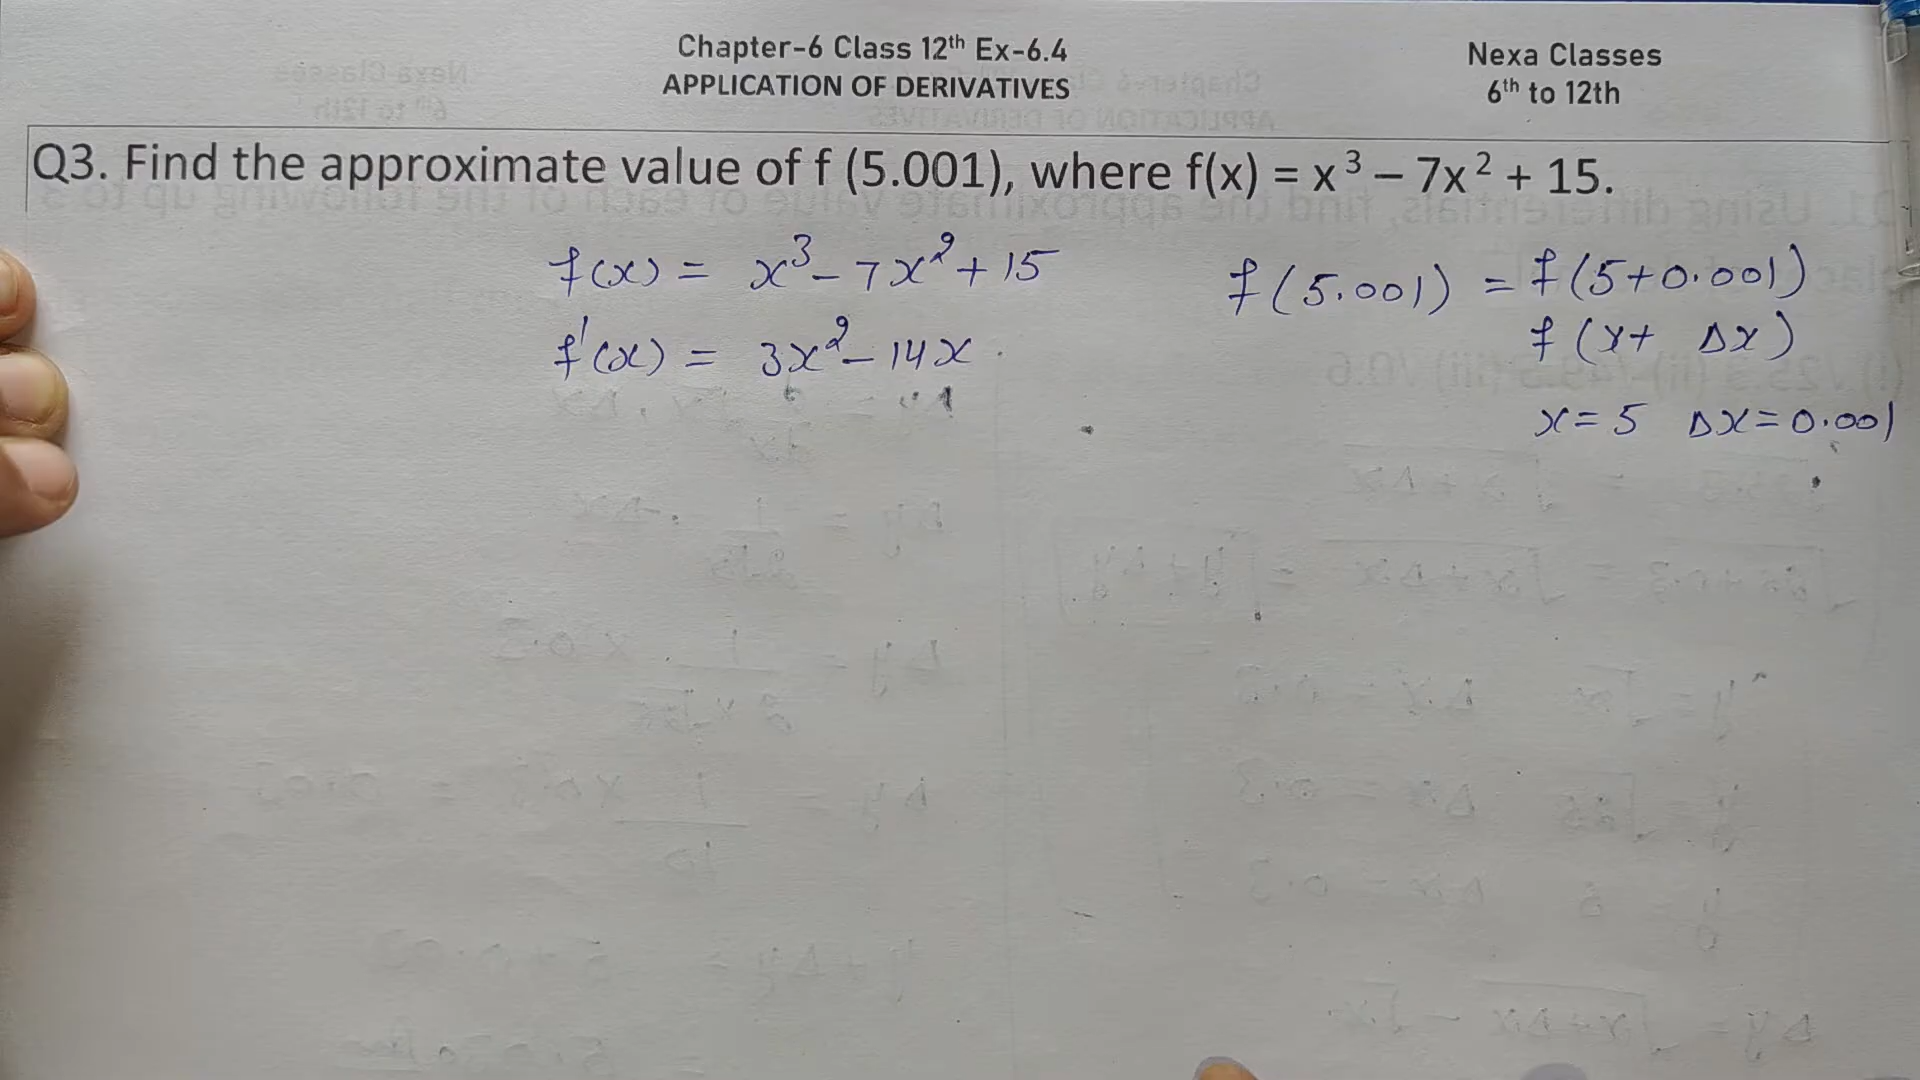 Chapter-6 Class 12th Ex-6.4
APPLICATION OF DERIVATIVES
Nexa Classes
6th to 12th
Q3. Find the approximate value of f (5.001), where f(x) = x³ – 7x² + 15.
f(x) = x³ - 7x² + 15
f'(x) = 3x² - 14x
f(5.001) = f(5+0.001)
f(x+ Δx)
x=5 Δx=0.001